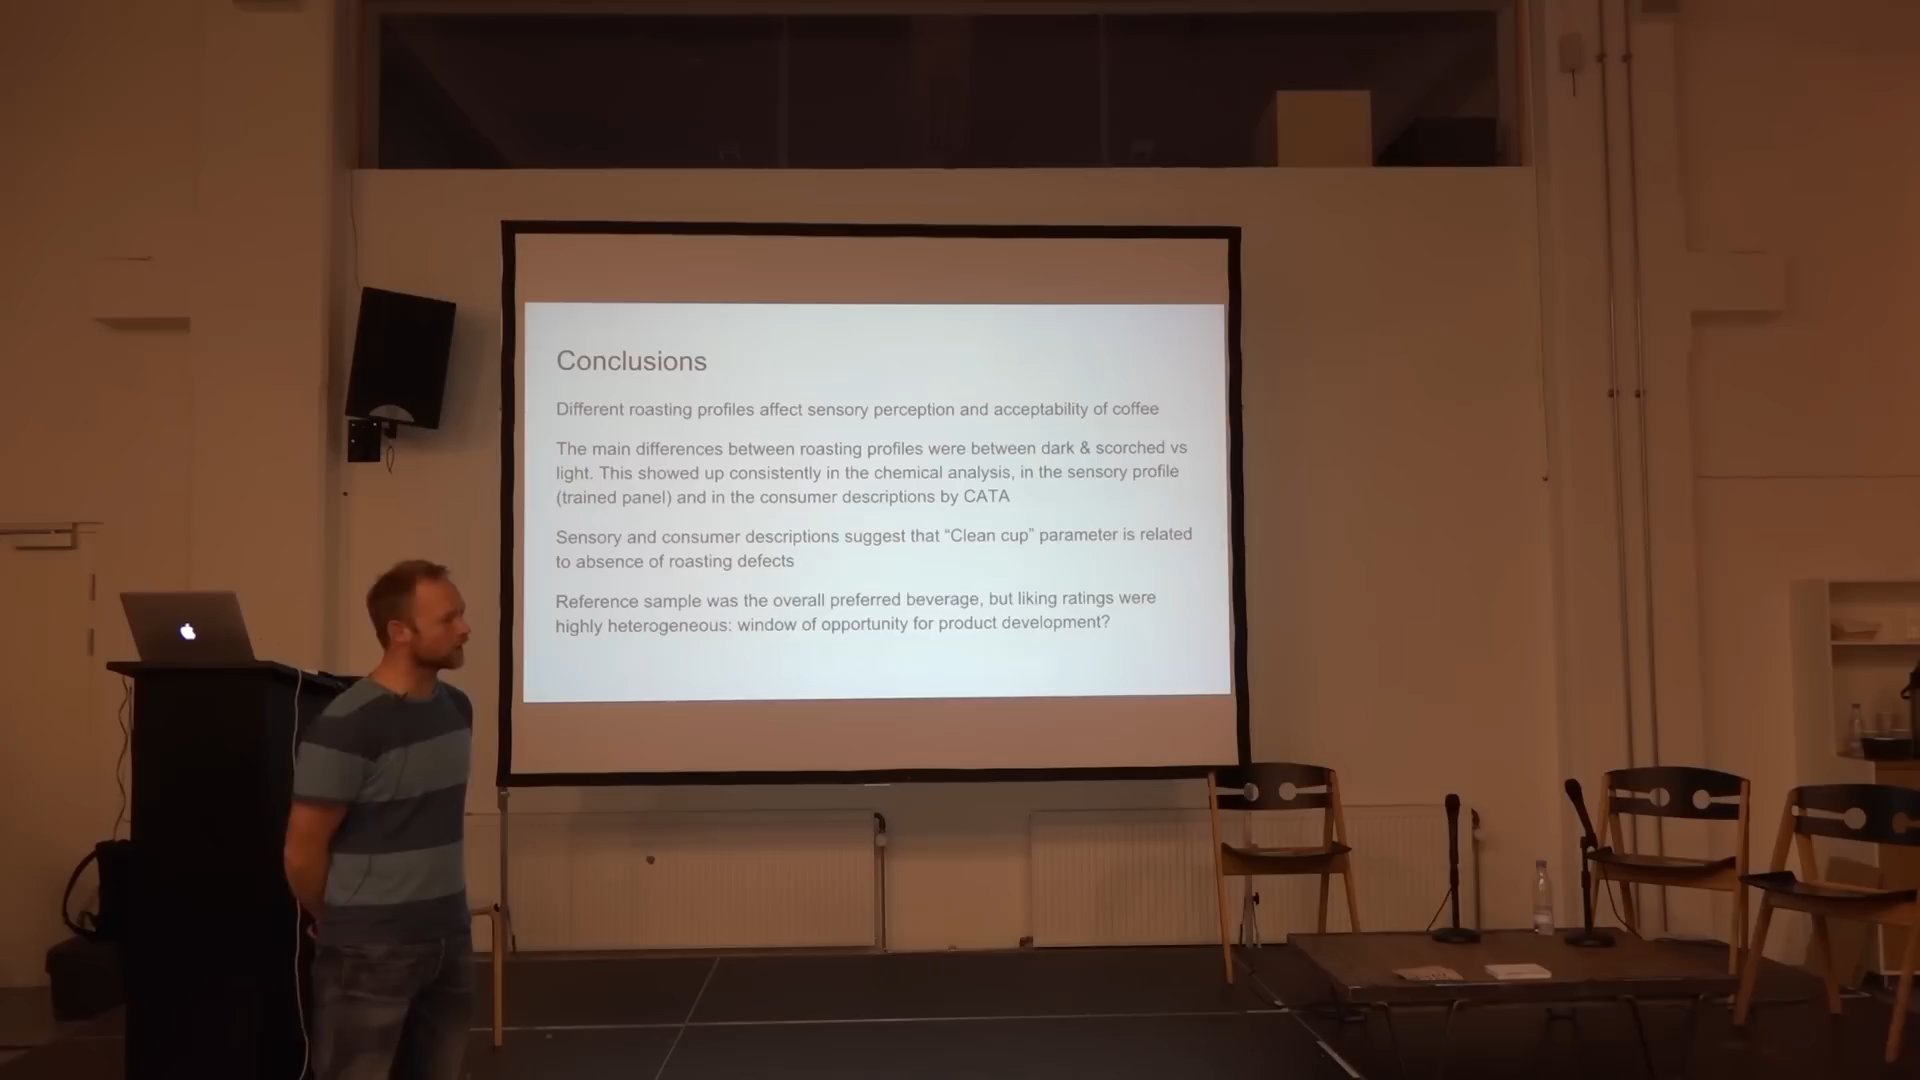 Conclusions
Different roasting profiles affect sensory perception and acceptability of coffee
The main differences between roasting profiles were between dark & scorched vs
light. This showed up consistently in the chemical analysis, in the sensory profile
(trained panel) and in the consumer descriptions by CATA
Sensory and consumer descriptions suggest that “Clean cup” parameter is related
to absence of roasting defects
Reference sample was the overall preferred beverage, but liking ratings were
highly heterogeneous: window of opportunity for product development?